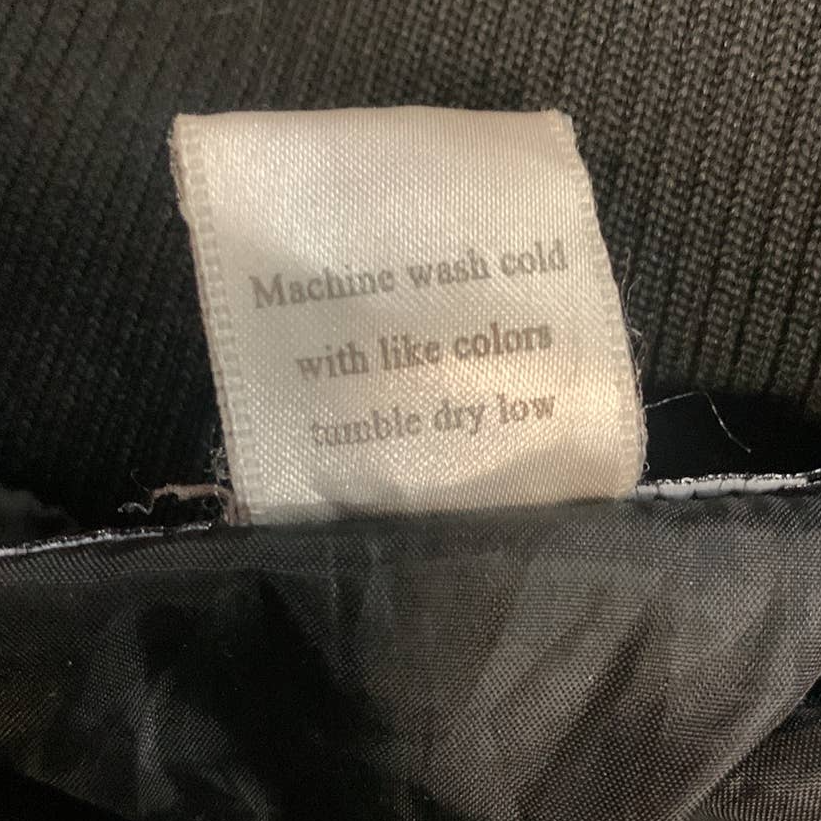 Machine wash cold
with like colors
tumble dry low